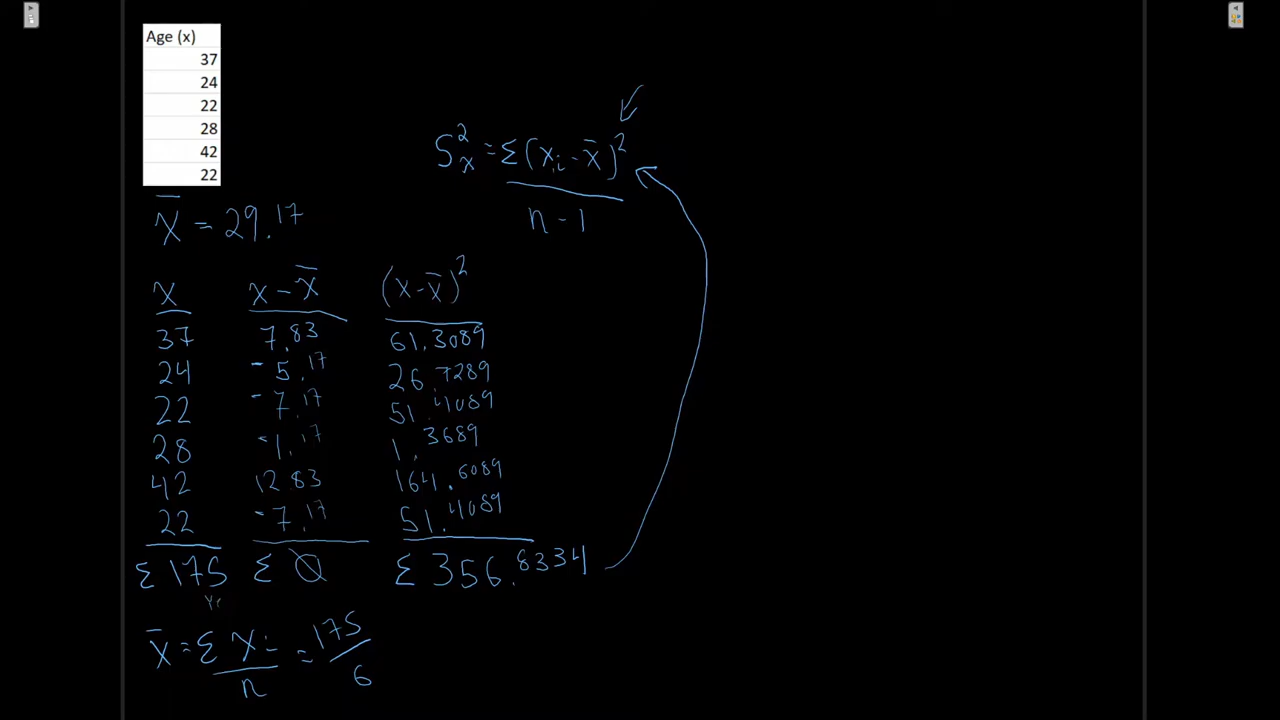 Age (x)
37
24
22
28
42
22
x̄ = 29.17
S²ₓ = Σ(xᵢ - x̄)²
n - 1
x x - x̄ (x - x̄)²
37 7.83 61.3089
24 -5.17 26.7289
22 -7.17 51.4089
28 -1.17 1.3689
42 12.83 164.6089
22 -7.17 51.4089
Σ 175 Σ 0 Σ 356.8334
x̄ = Σ xᵢ = 175/6
n